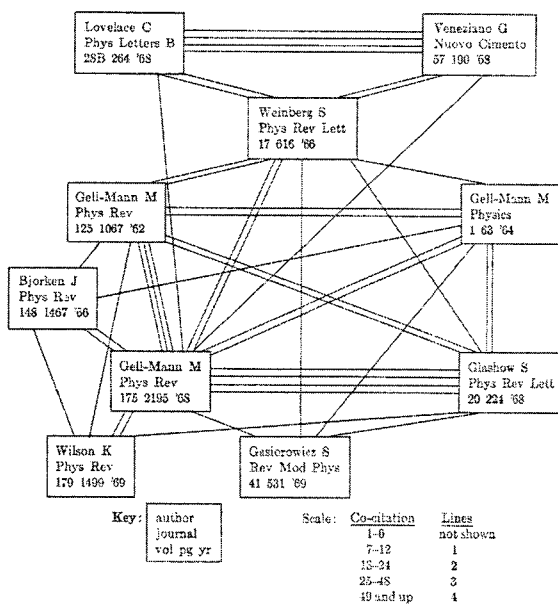 Lovelace C
Phys Letters B
28B 264 '68
Veneziano G
Nuovo Cimento
57 190 '68
Weinberg S
Phys Rev Lett
17 616 '66
Gell-Mann M
Phys Rev
125 1067 '62
Gell-Mann M
Physics
1 63 '64
Bjorken J
Phys Rev
148 1467 '66
Gell-Mann M
Phys Rev
175 2195 '68
Glashow S
Phys Rev Lett
20 224 '68
Wilson K
Phys Rev
179 1499 '69
Gasiorowicz S
Rev Mod Phys
41 531 '69
Key:
author
journal
vol pg yr
Scale: Co-citation Lines
1-6 not shown
7-12 1
13-24 2
25-48 3
49 and up 4